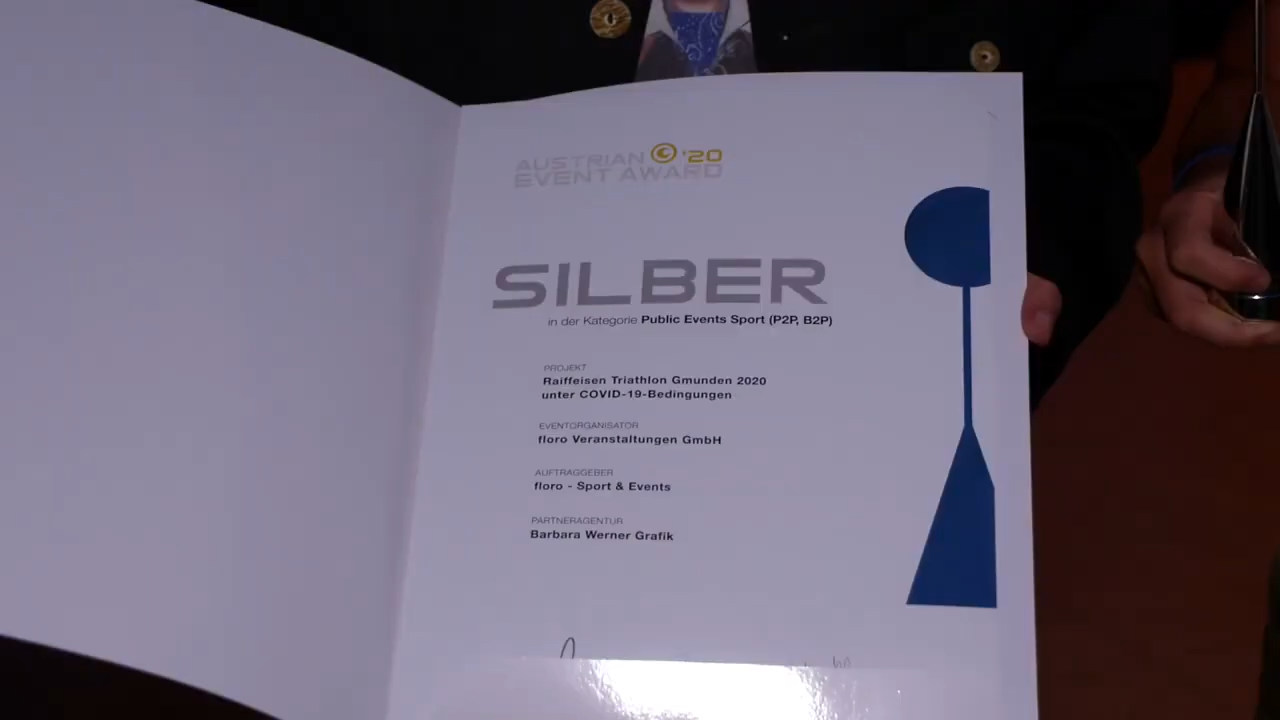 AUSTRIAN © '20
EVENT AWARD
SILBER
in der Kategorie Public Events Sport (P2P, B2P)
PROJEKT
Raiffeisen Triathlon Gmunden 2020
unter COVID-19-Bedingungen
EVENTORGANISATOR
floro Veranstaltungen GmbH
AUFTRAGGEBER
floro - Sport & Events
PARTNERAGENTUR
Barbara Werner Grafik